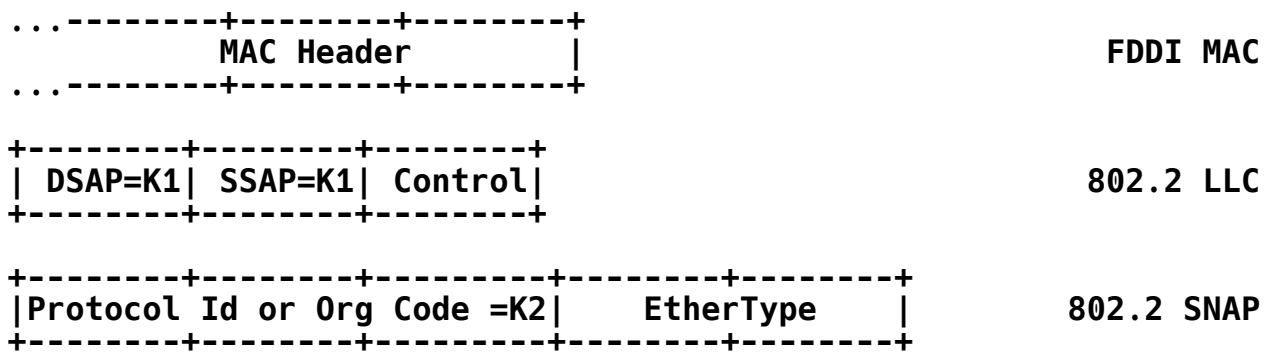 ...--------+--------+--------+
           MAC Header        |                           FDDI MAC
...--------+--------+--------+

+--------+--------+--------+
| DSAP=K1| SSAP=K1| Control|                            802.2 LLC
+--------+--------+--------+

+--------+--------+---------+--------+--------+
|Protocol Id or Org Code =K2|    EtherType   |        802.2 SNAP
+--------+--------+---------+--------+--------+